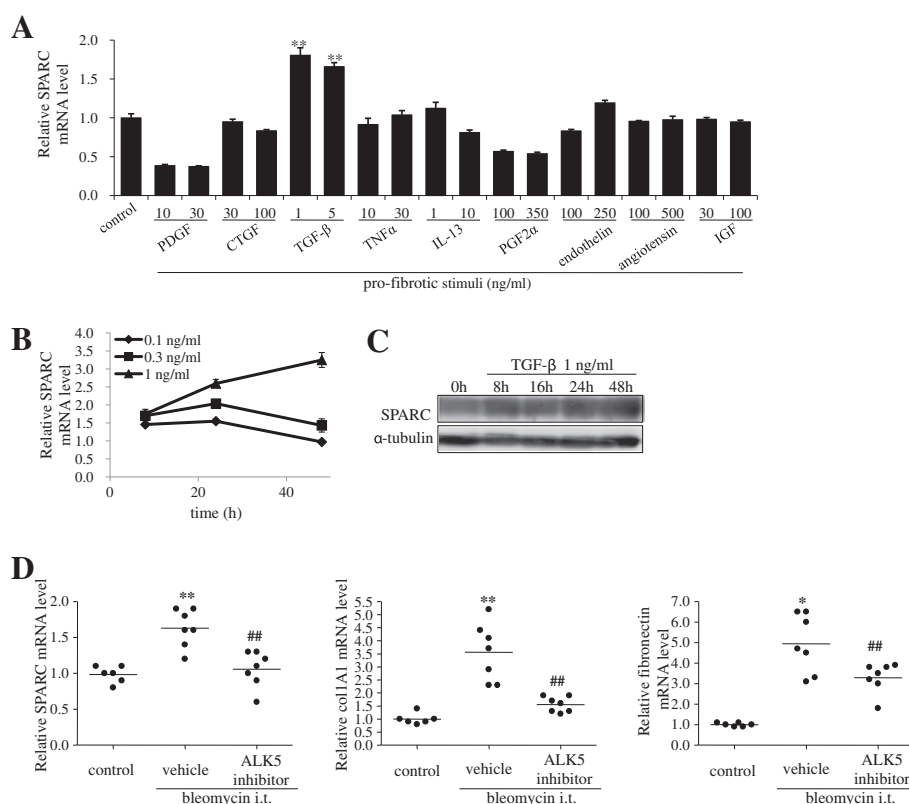 A
Relative SPARC
mRNA level
2.0
1.5
1.0
0.5
0.0
** **
control
10 30 30 100 1 5 10 30 1 10 100 350 100 250 100 500 30 100
PDGF CTGF TGF-β TNFα IL-13 PGF2α endothelin angiotensin IGF
pro-fibrotic stimuli (ng/ml)
B
Relative SPARC
mRNA level
4.0
3.5
3.0
2.5
2.0
1.5
1.0
0.5
0.0
0.1 ng/ml
0.3 ng/ml
1 ng/ml
0 20 40
time (h)
C
TGF-β 1 ng/ml
0h 8h 16h 24h 48h
SPARC
α-tubulin
D
Relative SPARC mRNA level
2.0
1.5
1.0
0.5
0.0
**
##
control vehicle ALK5
inhibitor
bleomycin i.t.
Relative col1A1 mRNA level
5.5
5.0
4.5
4.0
3.5
3.0
2.5
2.0
1.5
1.0
0.5
0.0
**
##
control vehicle ALK5
inhibitor
bleomycin i.t.
Relative fibronectin
mRNA level
7.0
6.0
5.0
4.0
3.0
2.0
1.0
0.0
*
##
control vehicle ALK5
inhibitor
bleomycin i.t.